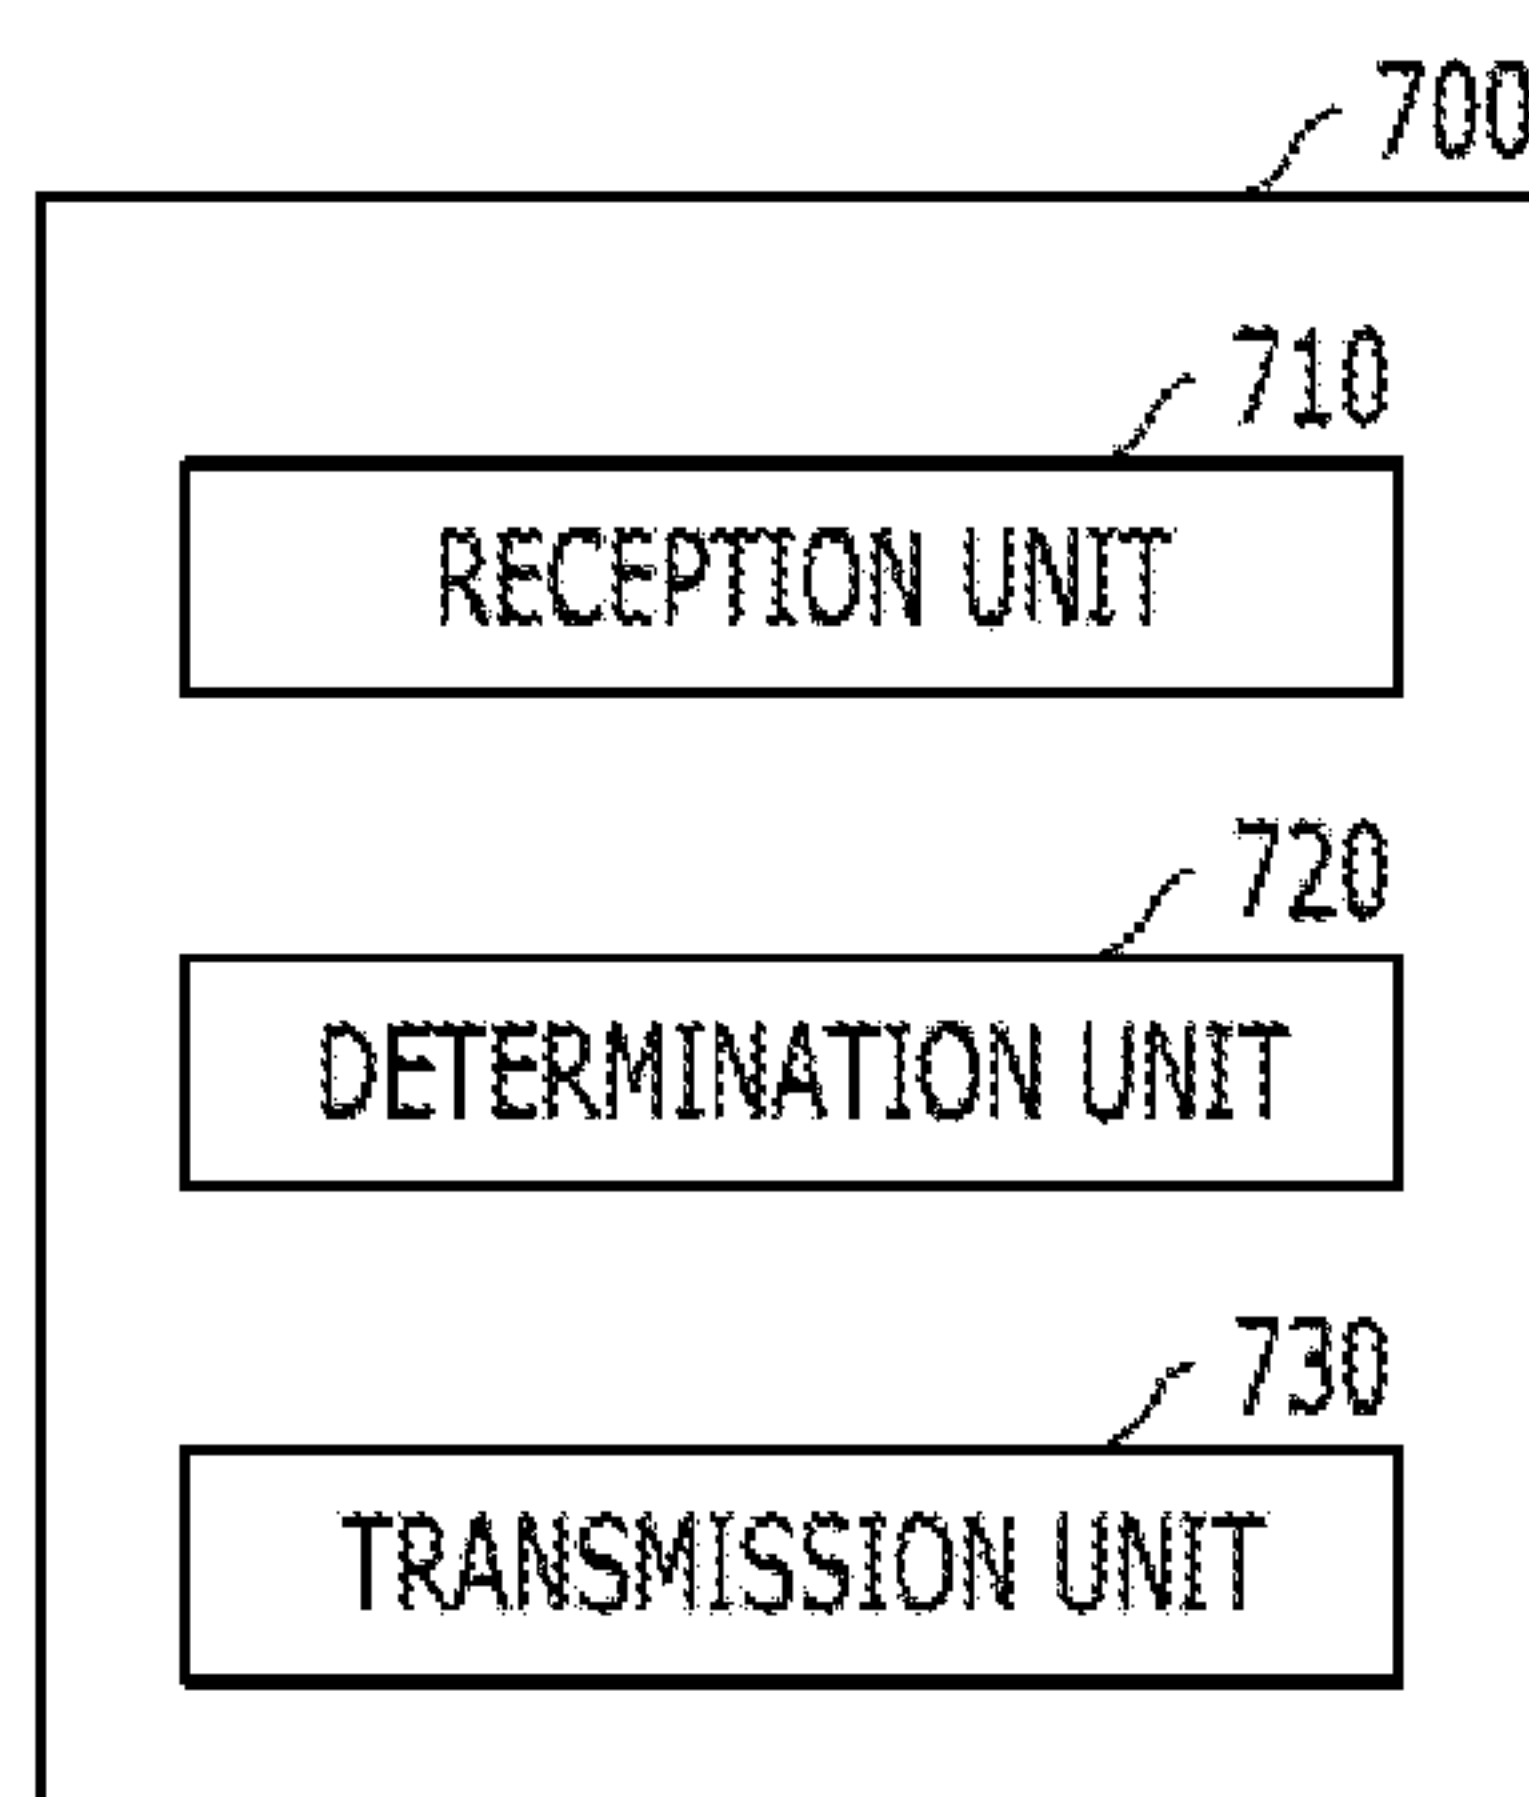 700
710
RECEPTION UNIT
720
DETERMINATION UNIT
730
TRANSMISSION UNIT